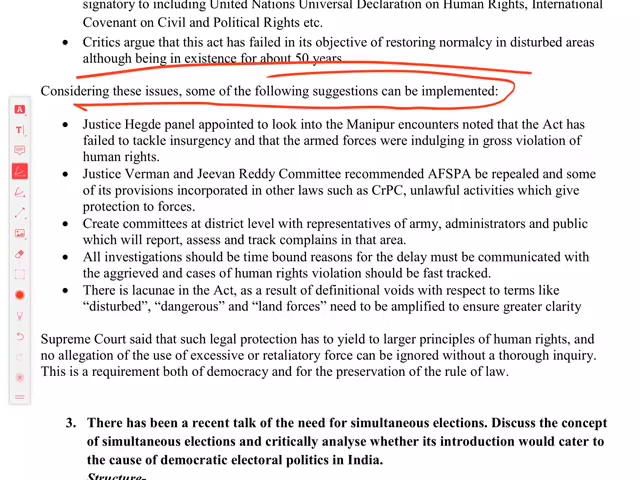 signatory to including United Nations Universal Declaration on Human Rights, International
Covenant on Civil and Political Rights etc.
• Critics argue that this act has failed in its objective of restoring normalcy in disturbed areas
although being in existence for about 50 years.
Considering these issues, some of the following suggestions can be implemented:
• Justice Hegde panel appointed to look into the Manipur encounters noted that the Act has
failed to tackle insurgency and that the armed forces were indulging in gross violation of
human rights.
• Justice Verman and Jeevan Reddy Committee recommended AFSPA be repealed and some
of its provisions incorporated in other laws such as CrPC, unlawful activities which give
protection to forces.
• Create committees at district level with representatives of army, administrators and public
which will report, assess and track complains in that area.
• All investigations should be time bound reasons for the delay must be communicated with
the aggrieved and cases of human rights violation should be fast tracked.
• There is lacunae in the Act, as a result of definitional voids with respect to terms like
“disturbed”, “dangerous” and “land forces” need to be amplified to ensure greater clarity
Supreme Court said that such legal protection has to yield to larger principles of human rights, and
no allegation of the use of excessive or retaliatory force can be ignored without a thorough inquiry.
This is a requirement both of democracy and for the preservation of the rule of law.
3. There has been a recent talk of the need for simultaneous elections. Discuss the concept
of simultaneous elections and critically analyse whether its introduction would cater to
the cause of democratic electoral politics in India.
Structure-